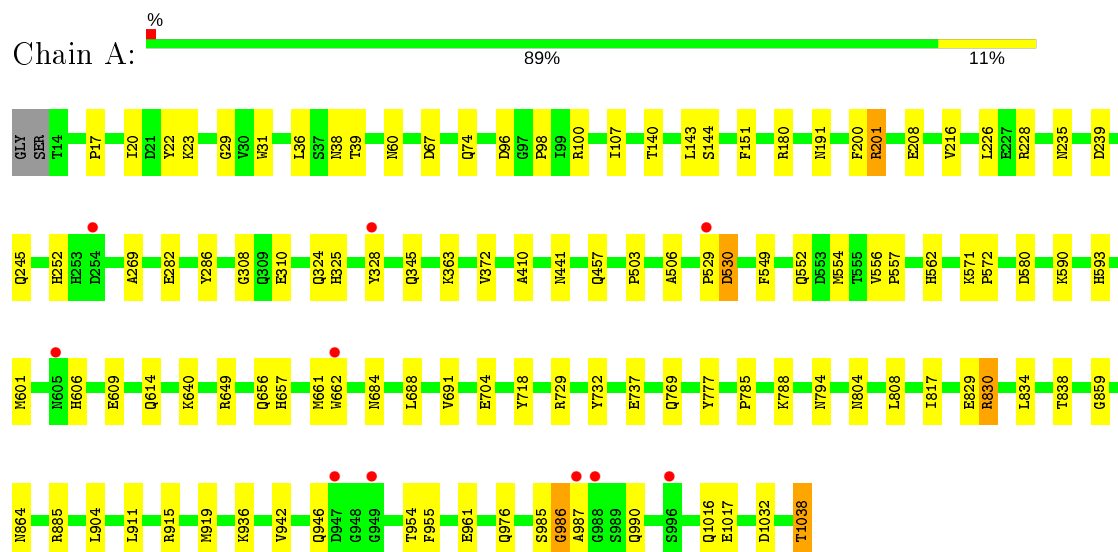 %
Chain A:
89% 11%
GLY SER T14 P17 I20 D21 Y22 K23 G29 V30 W31 L36 S37 N38 T39 N60 D67 Q74 D96 G97 P98 I99 R100 I107 T140 L143 S144 F151 R180 N191 F200 R201 E208 V216 L226 E227 R228 N235 D239
Q245 H252 H253 D254 A269 E282 Y286 G308 Q309 E310 Q324 H325 Y328 Q345 K363 V372 A410 N441 Q457 P503 A506 P529 D530 F549 Q552 D553 M554 T555 V556 P557 H562 K571 P572 D580 K590 H593
M601 N605 H606 E609 Q614 K640 R649 Q656 H657 M661 W662 N684 L688 V691 E704 Y718 R729 Y732 E737 Q769 Y777 P785 K788 N794 N804 L808 I817 E829 R830 L834 T838 G859
N864 R885 L904 L911 R915 M919 K936 V942 Q946 D947 G948 G949 T954 F955 E961 Q976 S985 G986 A987 G988 S989 Q990 S996 Q1016 E1017 D1032 T1038